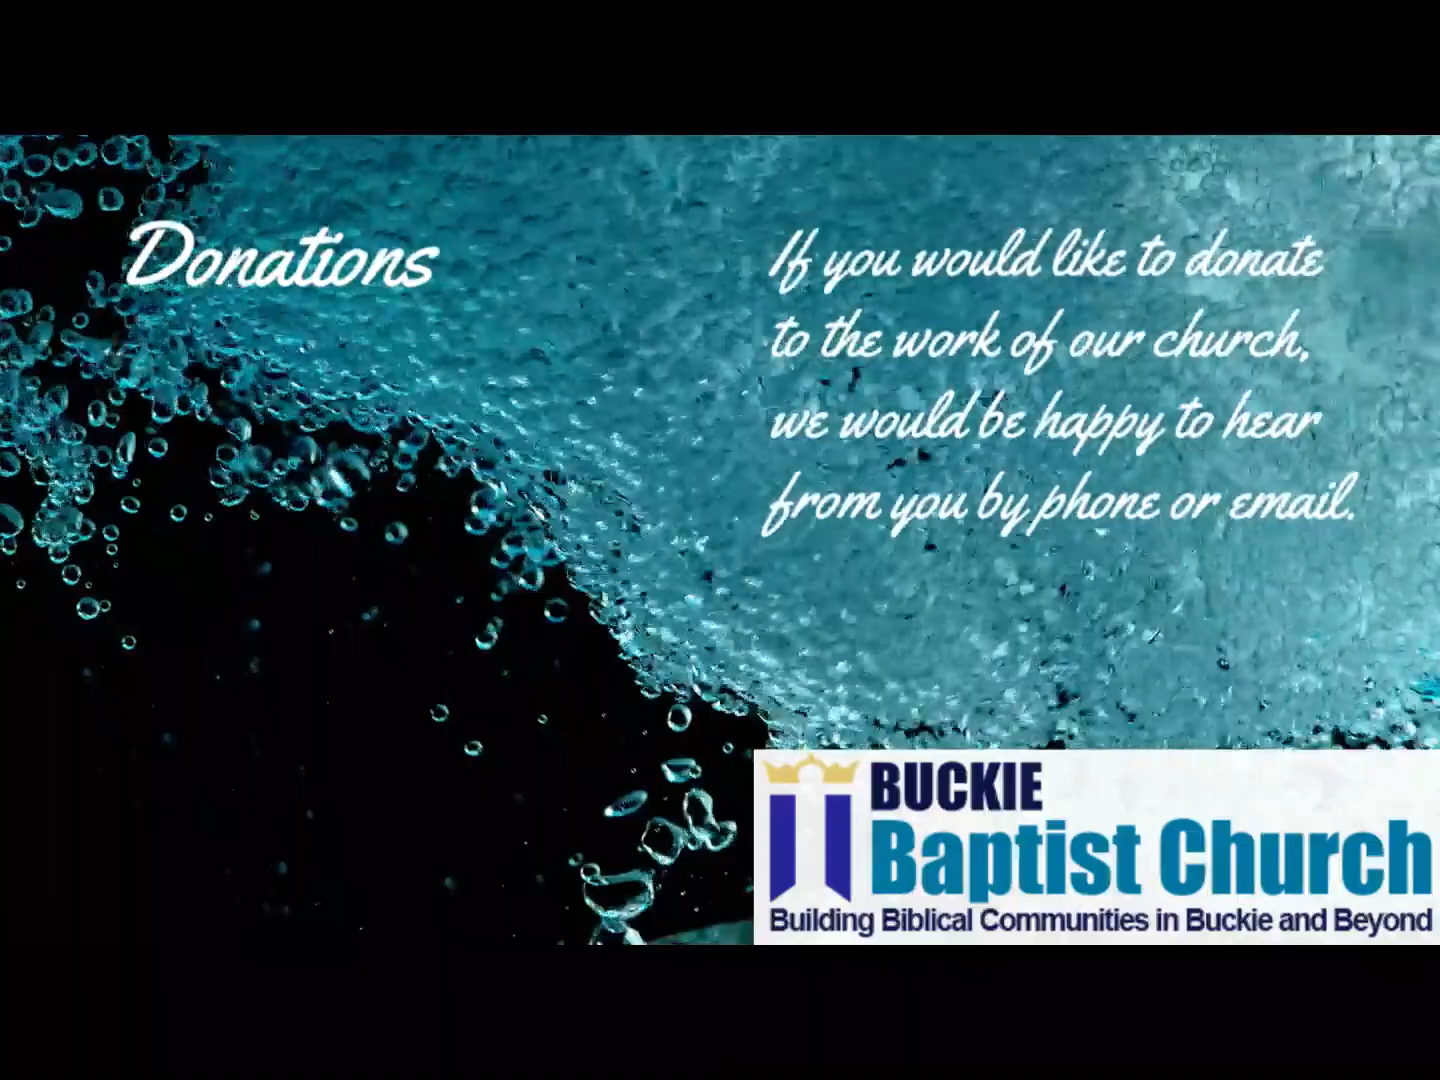 Donations
If you would like to donate
to the work of our church,
we would be happy to hear
from you by phone or email.
BUCKIE
Baptist Church
Building Biblical Communities in Buckie and Beyond